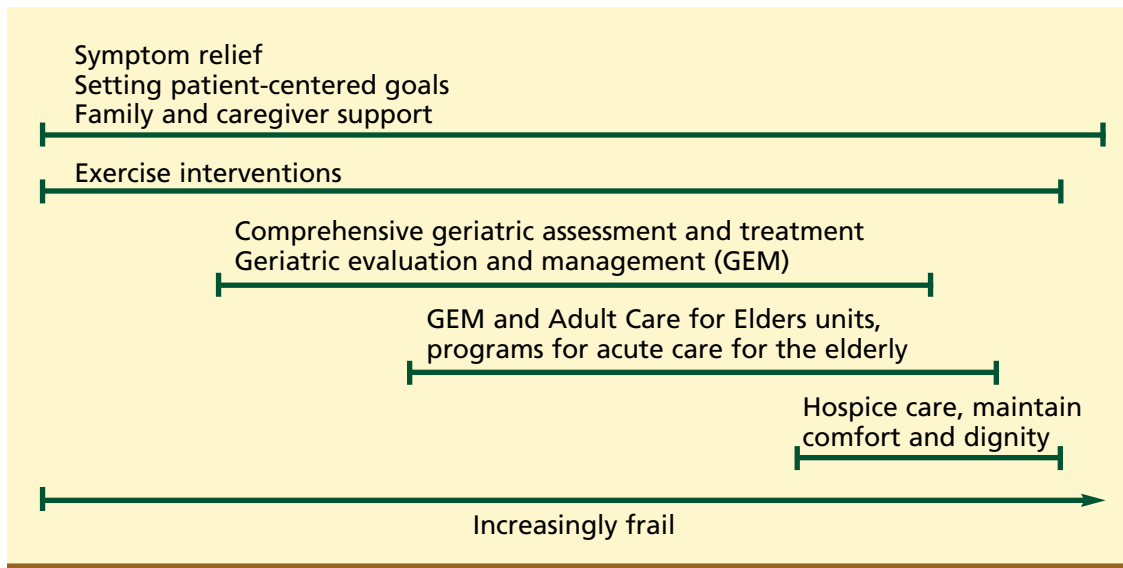 Symptom relief
Setting patient-centered goals
Family and caregiver support
Exercise interventions
Comprehensive geriatric assessment and treatment
Geriatric evaluation and management (GEM)
GEM and Adult Care for Elders units,
programs for acute care for the elderly
Hospice care, maintain
comfort and dignity
Increasingly frail